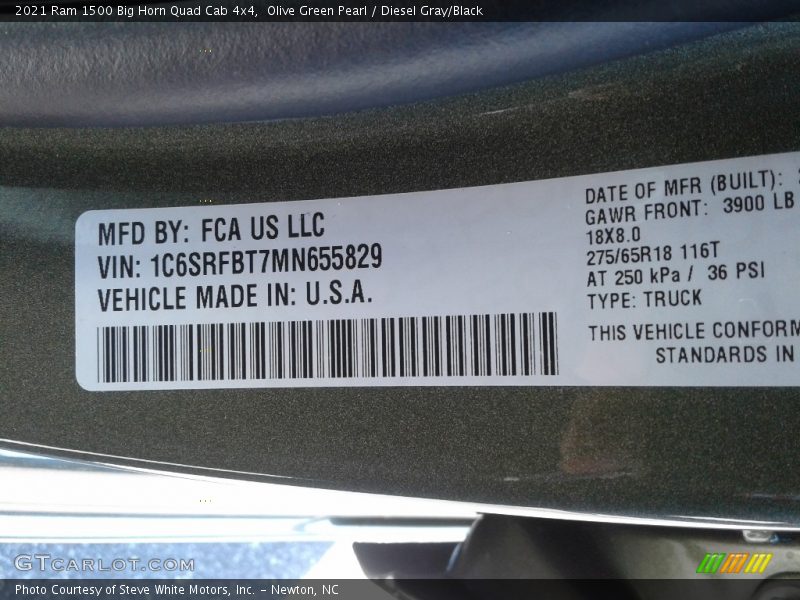 2021 Ram 1500 Big Horn Quad Cab 4x4,  Olive Green Pearl / Diesel Gray/Black
MFD BY: FCA US LLC
VIN: 1C6SRFBT7MN655829
VEHICLE MADE IN: U.S.A.
DATE OF MFR (BUILT):
GAWR FRONT: 3900 LB
18X8.0
275/65R18 116T
AT 250 kPa / 36 PSI
TYPE: TRUCK
THIS VEHICLE CONFORM
STANDARDS IN
GTCARLOT.COM
Photo Courtesy of Steve White Motors, Inc. – Newton, NC